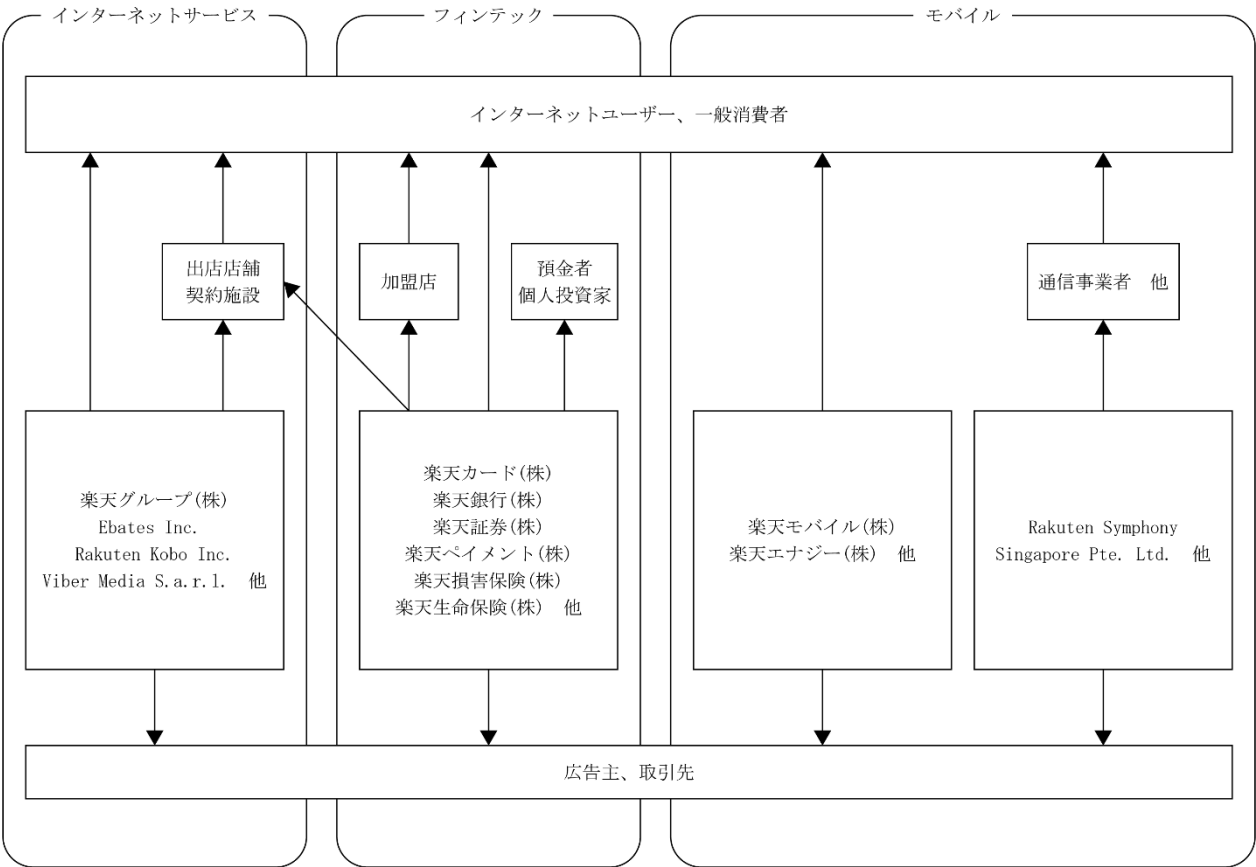 インターネットサービス
フィンテック
モバイル
インターネットユーザー、一般消費者
出店店舗
契約施設
加盟店
預金者
個人投資家
通信事業者　他
楽天グループ(株)
Ebates Inc.
Rakuten Kobo Inc.
Viber Media S.a.r.l.　他
楽天カード(株)
楽天銀行(株)
楽天証券(株)
楽天ペイメント(株)
楽天損害保険(株)
楽天生命保険(株)　他
楽天モバイル(株)
楽天エナジー(株)　他
Rakuten Symphony
Singapore Pte. Ltd.　他
広告主、取引先